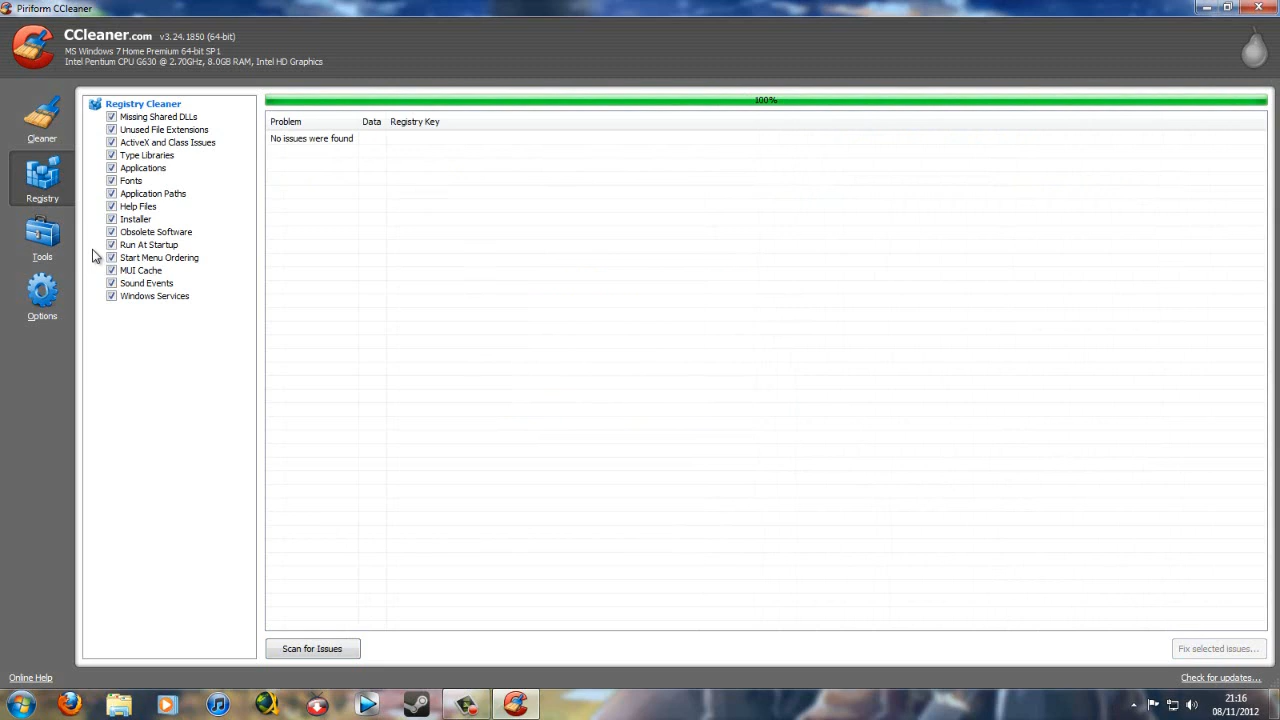 Piriform CCleaner
CCleaner.com v3.24.1850 (64-bit)
MS Windows 7 Home Premium 64-bit SP1
Intel Pentium CPU G630 @ 2.70GHz, 8.0GB RAM, Intel HD Graphics
Cleaner
Registry
Tools
Options
Registry Cleaner
Missing Shared DLLs
Unused File Extensions
ActiveX and Class Issues
Type Libraries
Applications
Fonts
Application Paths
Help Files
Installer
Obsolete Software
Run At Startup
Start Menu Ordering
MUI Cache
Sound Events
Windows Services
100%
Problem Data Registry Key
No issues were found
Scan for Issues
Fix selected issues...
Online Help
Check for updates...
21:16
08/11/2012